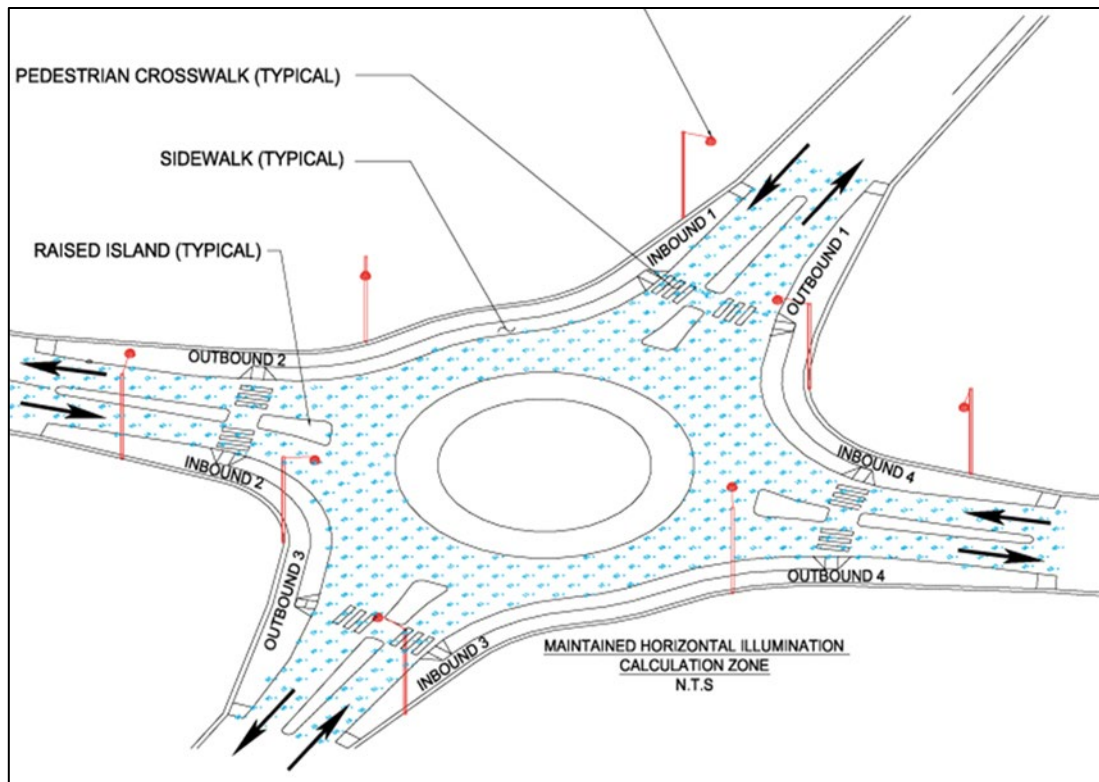 PEDESTRIAN CROSSWALK (TYPICAL)
SIDEWALK (TYPICAL)
RAISED ISLAND (TYPICAL)
INBOUND 1
OUTBOUND 1
OUTBOUND 2
INBOUND 2
INBOUND 4
OUTBOUND 4
OUTBOUND 3
INBOUND 3
MAINTAINED HORIZONTAL ILLUMINATION
CALCULATION ZONE
N.T.S